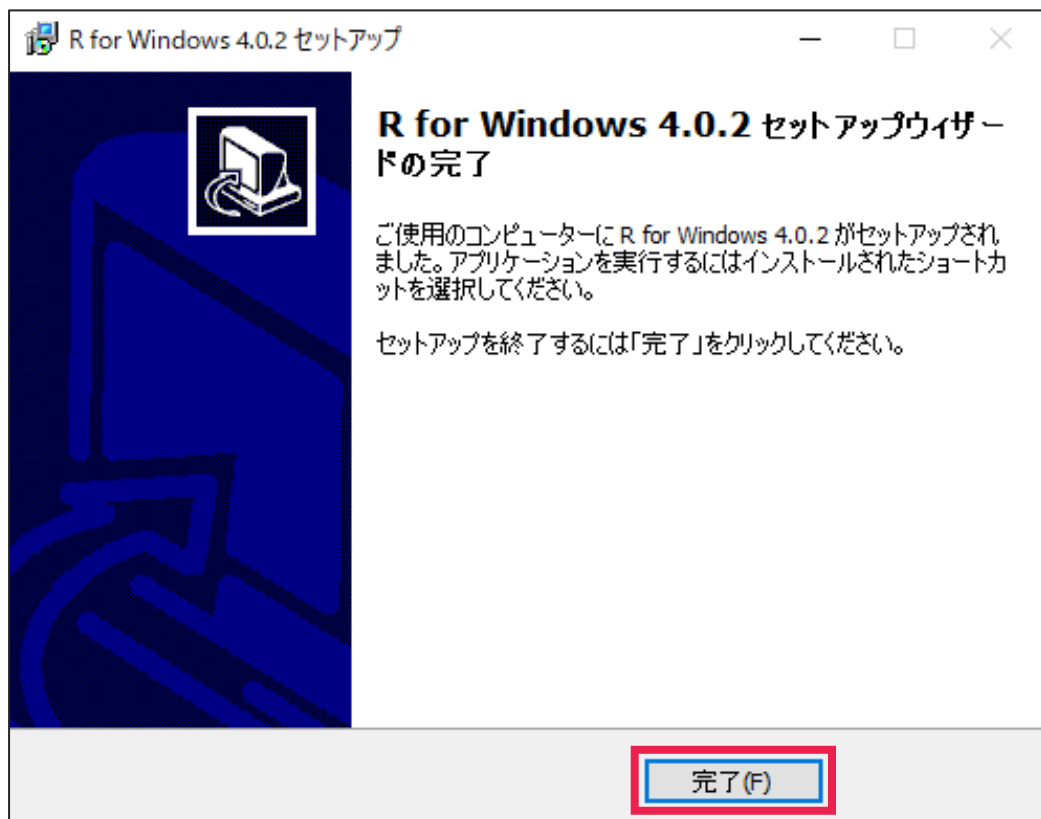 R for Windows 4.0.2 セットアップ
R for Windows 4.0.2 セットアップウィザー
ドの完了
ご使用のコンピューターに R for Windows 4.0.2 がセットアップされ
ました。アプリケーションを実行するにはインストールされたショートカ
ットを選択してください。
セットアップを終了するには「完了」をクリックしてください。
完了(F)